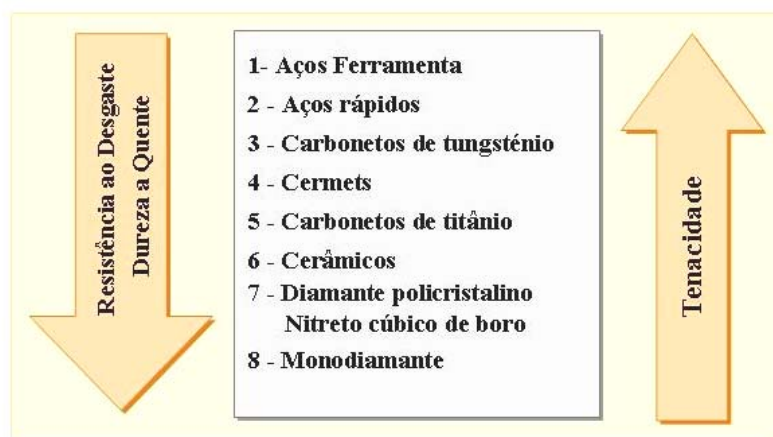 Resistência ao Desgaste
Dureza a Quente
1- Aços Ferramenta
2 - Aços rápidos
3 - Carbonetos de tungsténio
4 - Cermets
5 - Carbonetos de titânio
6 - Cerâmicos
7 - Diamante policristalino
Nitreto cúbico de boro
8 - Monodiamante
Tenacidade